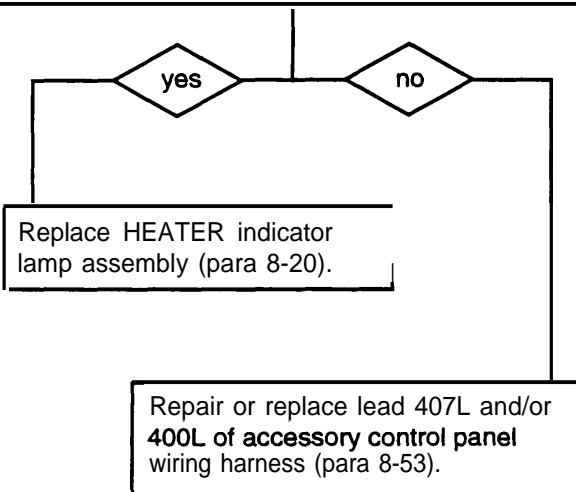 yes
no
Replace HEATER indicator
lamp assembly (para 8-20).
Repair or replace lead 407L and/or
400L of accessory control panel
wiring harness (para 8-53).